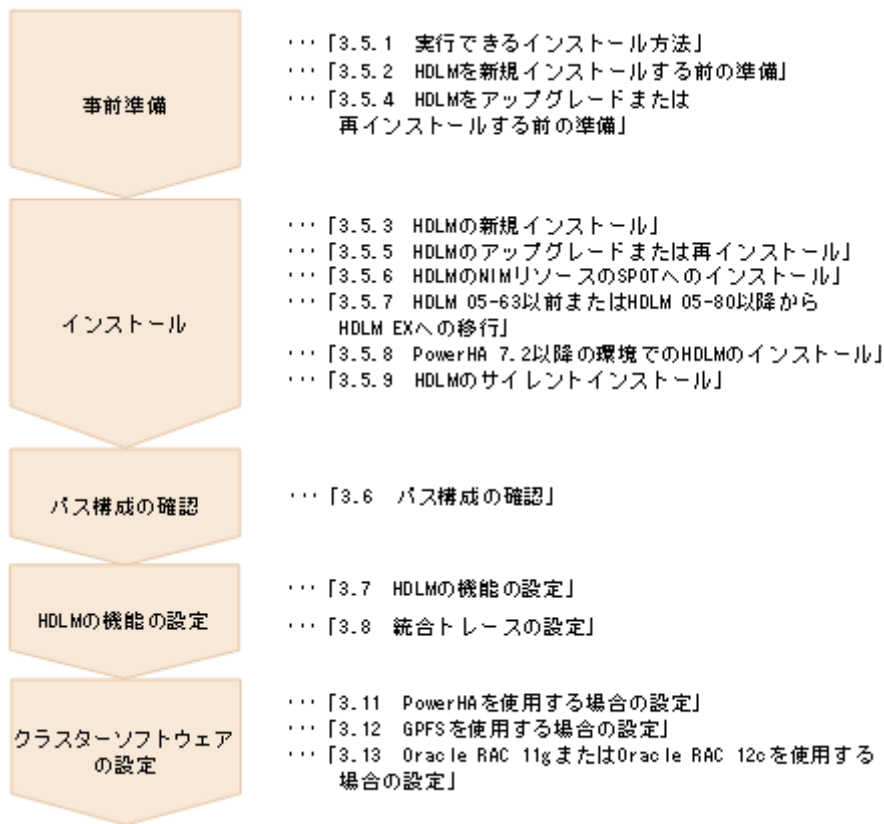 事前準備
･･･「3.5.1 実行できるインストール方法」
･･･「3.5.2 HDLMを新規インストールする前の準備」
･･･「3.5.4 HDLMをアップグレードまたは
再インストールする前の準備」
インストール
･･･「3.5.3 HDLMの新規インストール」
･･･「3.5.5 HDLMのアップグレードまたは再インストール」
･･･「3.5.6 HDLMのNIMリソースのSPOTへのインストール」
･･･「3.5.7 HDLM 05-63以前またはHDLM 05-80以降から
HDLM EXへの移行」
･･･「3.5.8 PowerHA 7.2以降の環境でのHDLMのインストール」
･･･「3.5.9 HDLMのサイレントインストール」
パス構成の確認
･･･「3.6 パス構成の確認」
HDLMの機能の設定
･･･「3.7 HDLMの機能の設定」
･･･「3.8 統合トレースの設定」
クラスターソフトウェア
の設定
･･･「3.11 PowerHAを使用する場合の設定」
･･･「3.12 GPFSを使用する場合の設定」
･･･「3.13 Oracle RAC 11gまたはOracle RAC 12cを使用する
場合の設定」